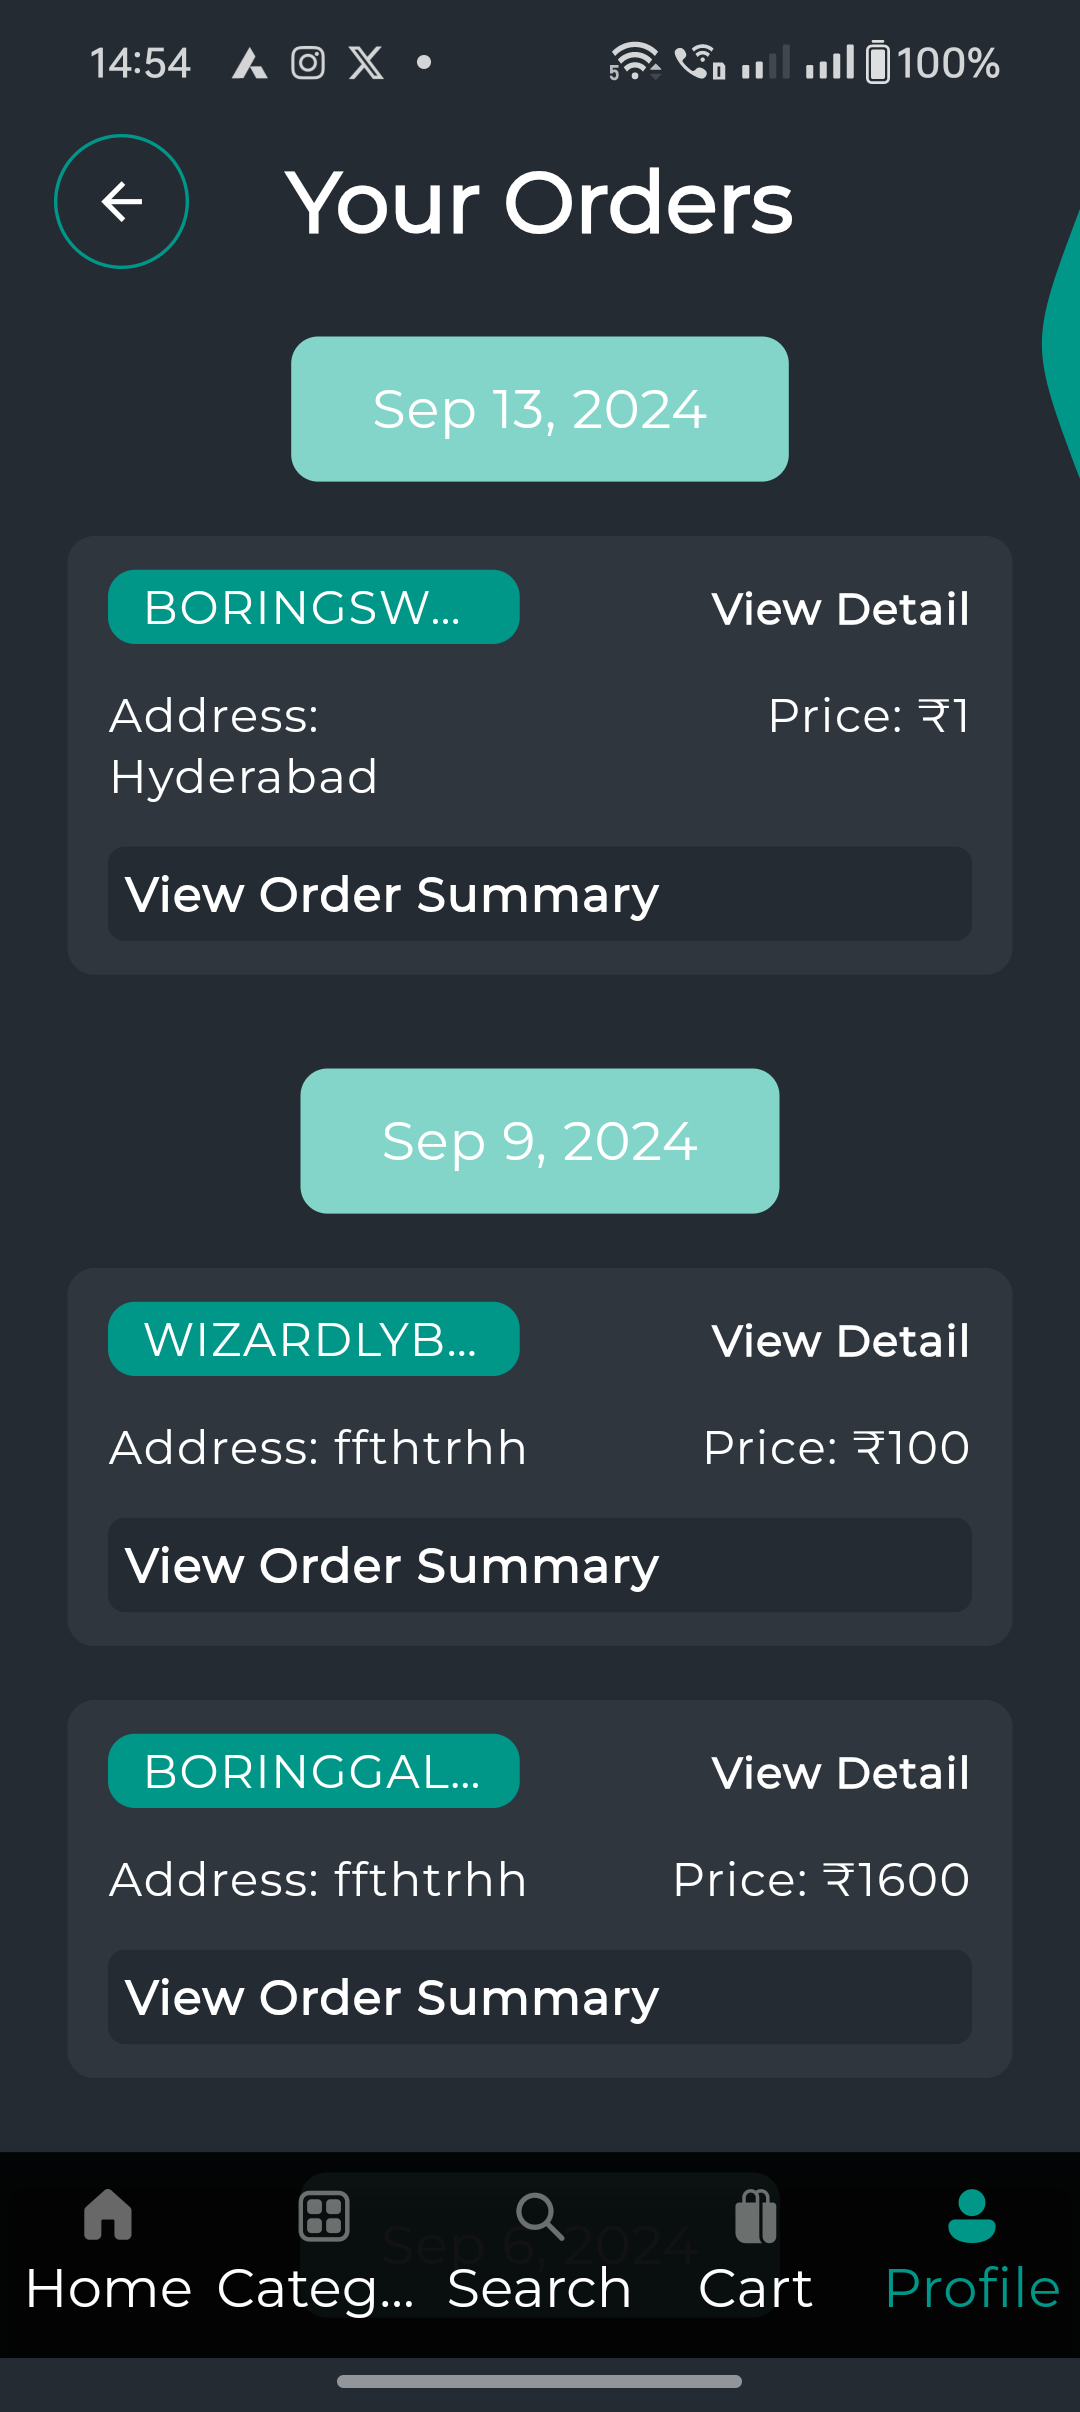 14:54
5
100%
Your Orders
Sep 13, 2024
BORINGSW...
View Detail
Address:
Hyderabad
Price: ₹1
View Order Summary
Sep 9, 2024
WIZARDLYB...
View Detail
Address: ffthtrhh
Price: ₹100
View Order Summary
BORINGGAL...
View Detail
Address: ffthtrhh
Price: ₹1600
View Order Summary
Sep 6, 2024
Home
Categ...
Search
Cart
Profile